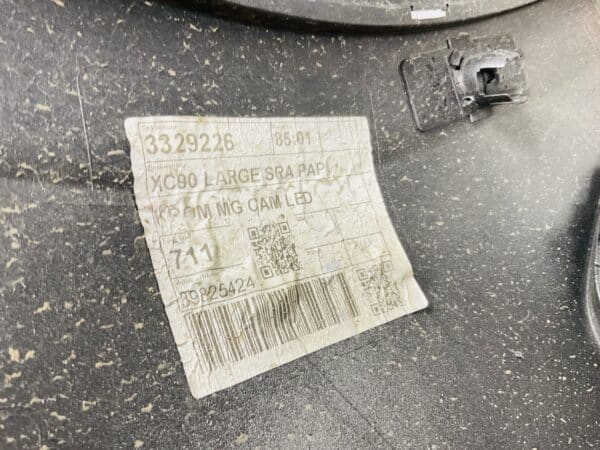 3329226 85:01
XC90 LARGE SRA PAP
KROM MG CAM LED
711
39825424